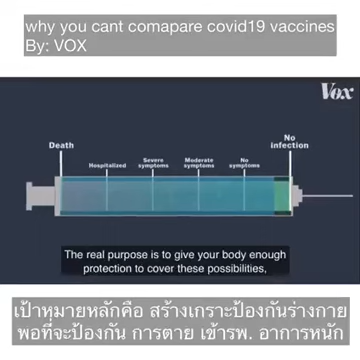 why you cant comapare covid19 vaccines
By: VOX
Vox
Death
Hospitalized
Severe symptoms
Moderate symptoms
No symptoms
No infection
The real purpose is to give your body enough
protection to cover these possibilities,
เป้าหมายหลักคือ สร้างเกราะป้องกันร่างกาย
พอที่จะป้องกัน การตาย เข้ารพ. อาการหนัก